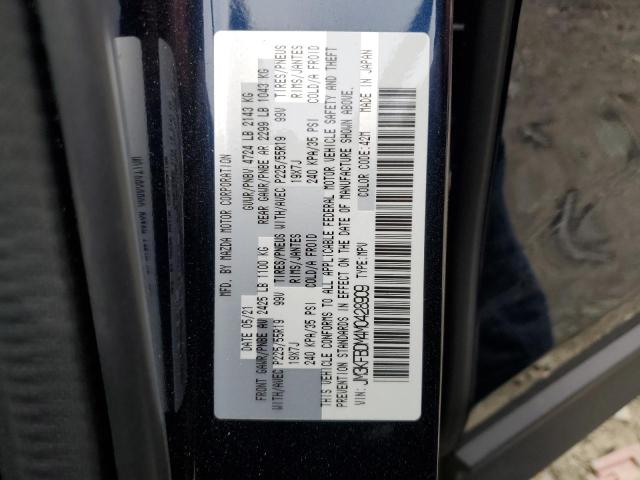 MFD. BY MAZDA MOTOR CORPORATION
DATE 05/21 GVWR/PNBV 4724 LB 2143 KG
FRONT GAWR/PNBE AV 2425 LB 1100 KG REAR GAWR/PNBE AR 2299 LB 1043 KG
WITH/AVEC P225/55R19 99V TIRES/PNEUS WITH/AVEC P225/55R19 99V TIRES/PNEUS
19X7J RIMS/JANTES 19X7J RIMS/JANTES
240 KPA/35 PSI COLD/A FROID 240 KPA/35 PSI COLD/A FROID
THIS VEHICLE CONFORMS TO ALL APPLICABLE FEDERAL MOTOR VEHICLE SAFETY AND THEFT
PREVENTION STANDARDS IN EFFECT ON THE DATE OF MANUFACTURE SHOWN ABOVE.
COLOR CODE:42M MADE IN JAPAN
VIN:JM3KFBDM4M0428909 TYPE:MPV